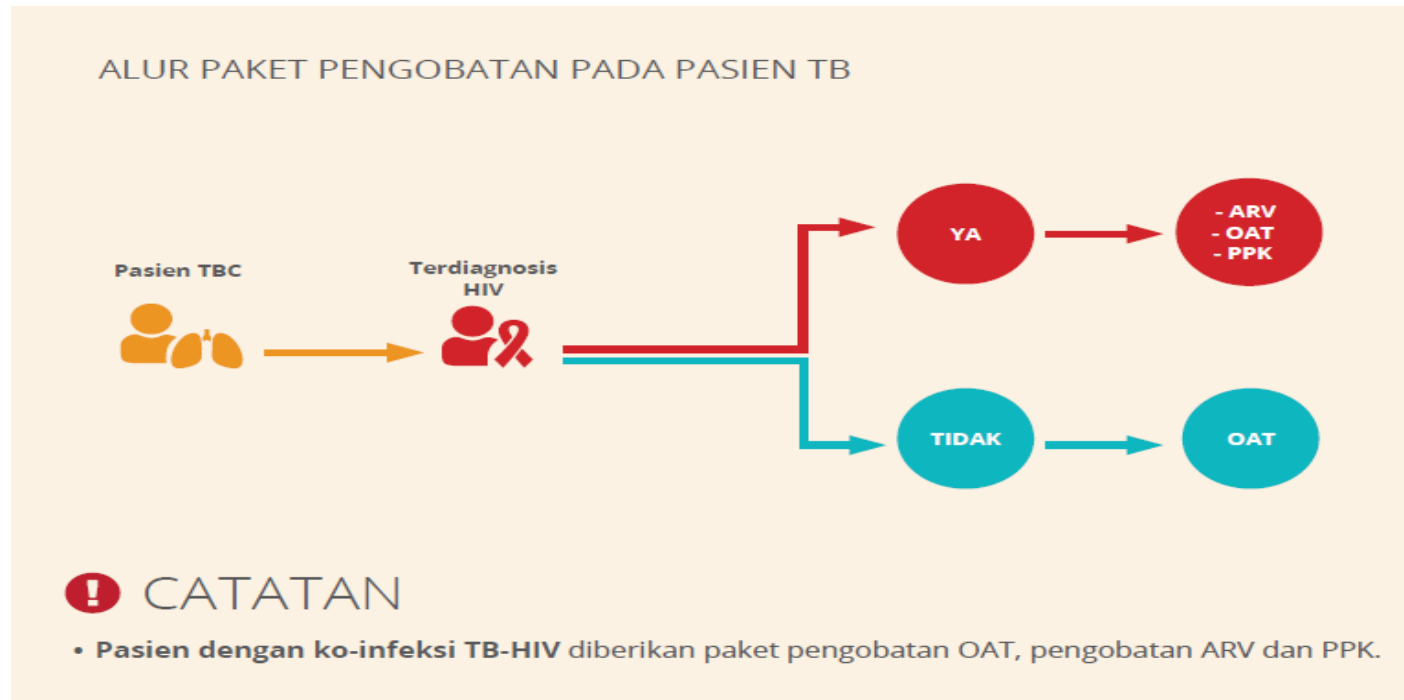 ALUR PAKET PENGOBATAN PADA PASIEN TB
Pasien TBC
Terdiagnosis
HIV
YA
- ARV
- OAT
- PPK
TIDAK
OAT
! CATATAN
• Pasien dengan ko-infeksi TB-HIV diberikan paket pengobatan OAT, pengobatan ARV dan PPK.